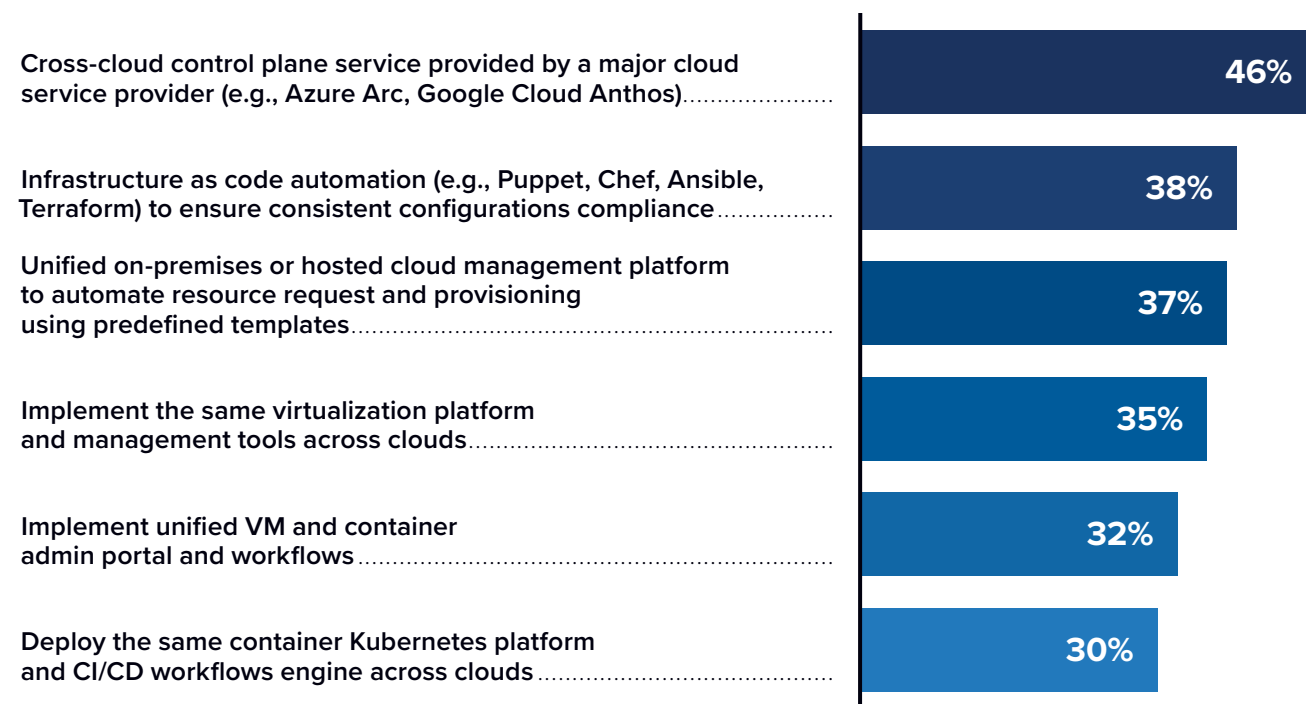 Cross-cloud control plane service provided by a major cloud
service provider (e.g., Azure Arc, Google Cloud Anthos).....................
46%
Infrastructure as code automation (e.g., Puppet, Chef, Ansible,
Terraform) to ensure consistent configurations compliance.................
38%
Unified on-premises or hosted cloud management platform
to automate resource request and provisioning
using predefined templates......................................................................
37%
Implement the same virtualization platform
and management tools across clouds.....................................................
35%
Implement unified VM and container
admin portal and workflows.....................................................................
32%
Deploy the same container Kubernetes platform
and CI/CD workflows engine across clouds...........................................
30%